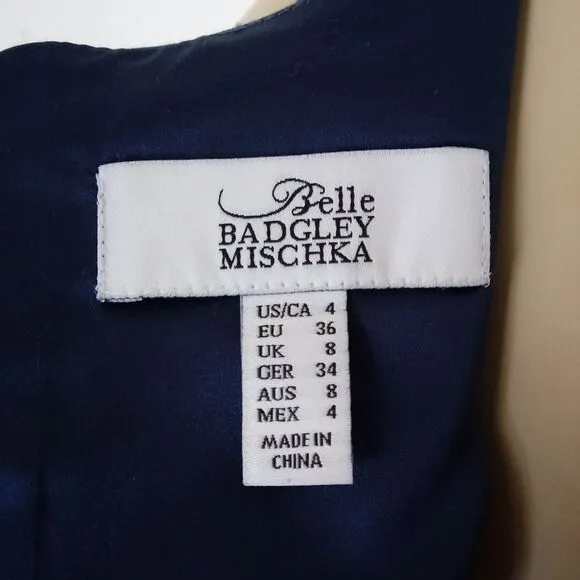 Belle
BADGLEY
MISCHKA
US/CA 4
EU 36
UK 8
GER 34
AUS 8
MEX 4
MADE IN
CHINA